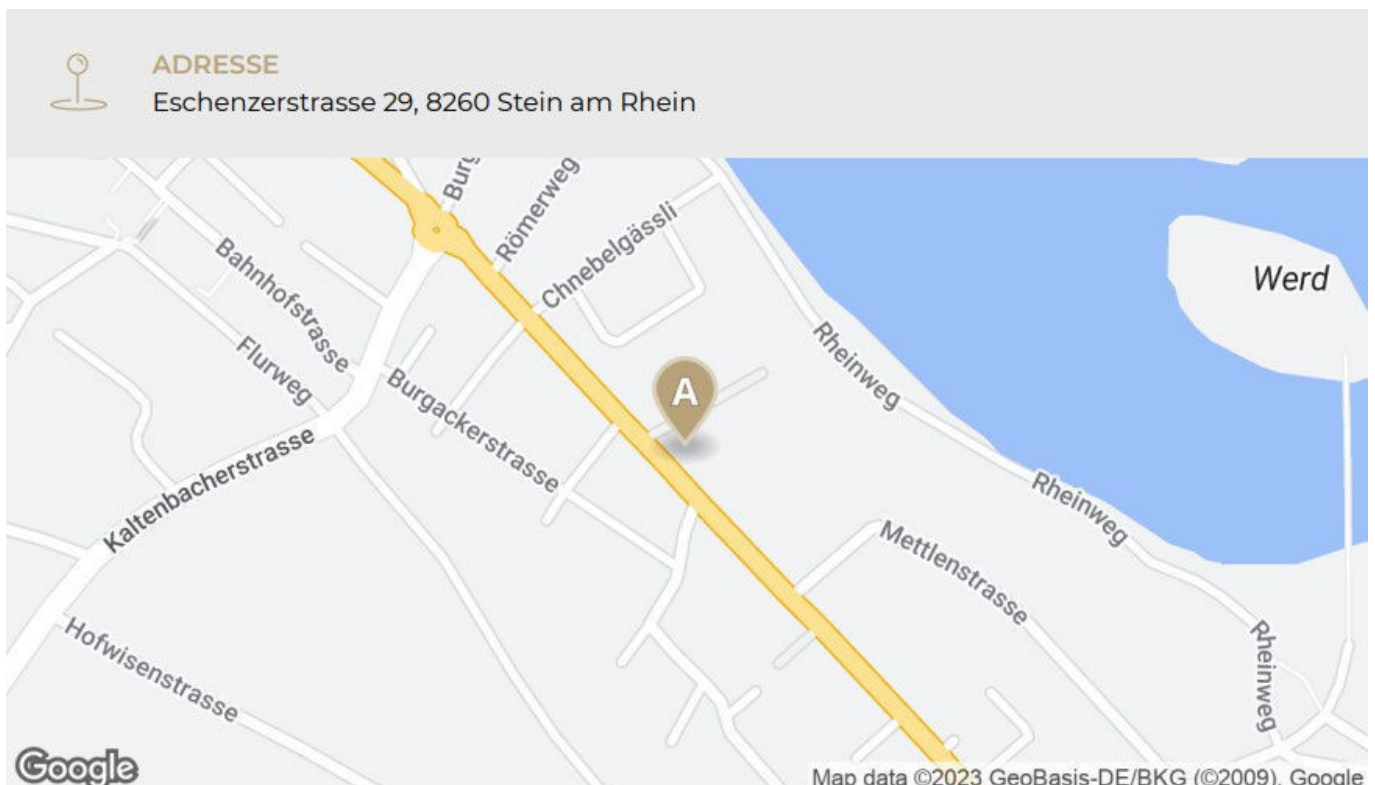 ADRESSE
Eschenzerstrasse 29, 8260 Stein am Rhein
Burg
Römerweg
Chnebelgässli
Bahnhofstrasse
Flurweg
Burgackerstrasse
Kaltenbacherstrasse
Hofwisenstrasse
A
Rheinweg
Rheinweg
Mettlenstrasse
Rheinweg
Werd
Google
Map data ©2023 GeoBasis-DE/BKG (©2009), Google